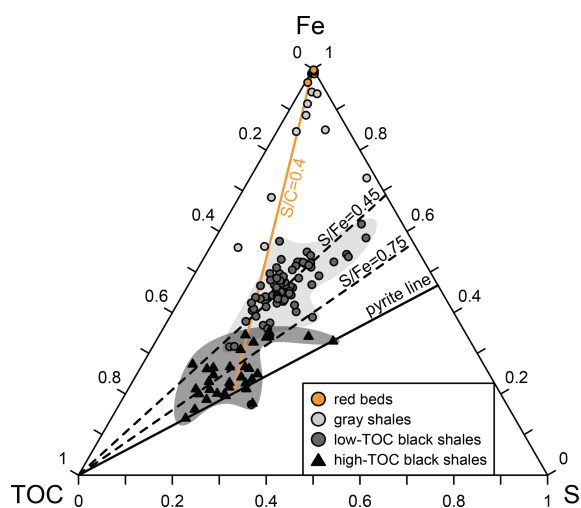 Fe
0 1
0.2 0.8
S/C=0.4
S/Fe=0.45
0.4 0.6
S/Fe=0.75
pyrite line
0.6 0.4
0.8 0.2
red beds
gray shales
low-TOC black shales
high-TOC black shales
1 0
TOC 0 0.2 0.4 0.6 0.8 1 S